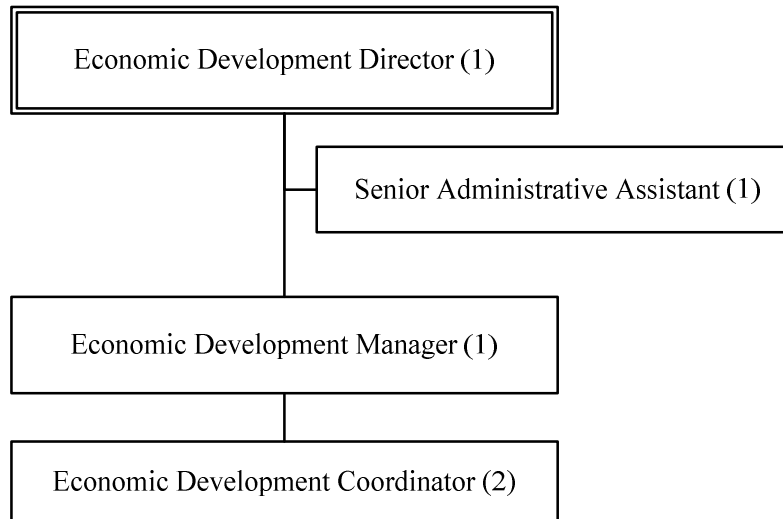 Economic Development Director (1)
Senior Administrative Assistant (1)
Economic Development Manager (1)
Economic Development Coordinator (2)